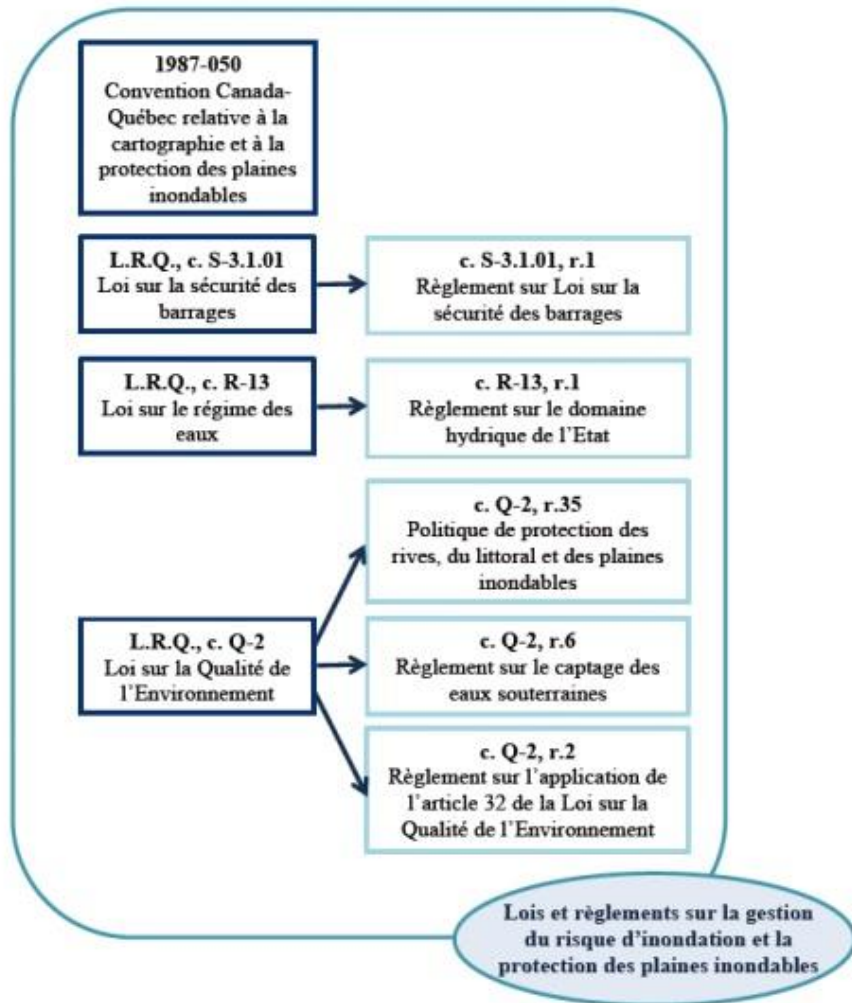 1987-050
Convention Canada-
Québec relative à la
cartographie et à la
protection des plaines
inondables
L.R.Q., c. S-3.1.01
Loi sur la sécurité des
barrages
c. S-3.1.01, r.1
Règlement sur Loi sur la
sécurité des barrages
L.R.Q., c. R-13
Loi sur le régime des
eaux
c. R-13, r.1
Règlement sur le domaine
hydrique de l'Etat
c. Q-2, r.35
Politique de protection des
rives, du littoral et des plaines
inondables
L.R.Q., c. Q-2
Loi sur la Qualité de
l'Environnement
c. Q-2, r.6
Règlement sur le captage des
eaux souterraines
c. Q-2, r.2
Règlement sur l'application de
l'article 32 de la Loi sur la
Qualité de l'Environnement
Lois et règlements sur la gestion
du risque d'inondation et la
protection des plaines inondables